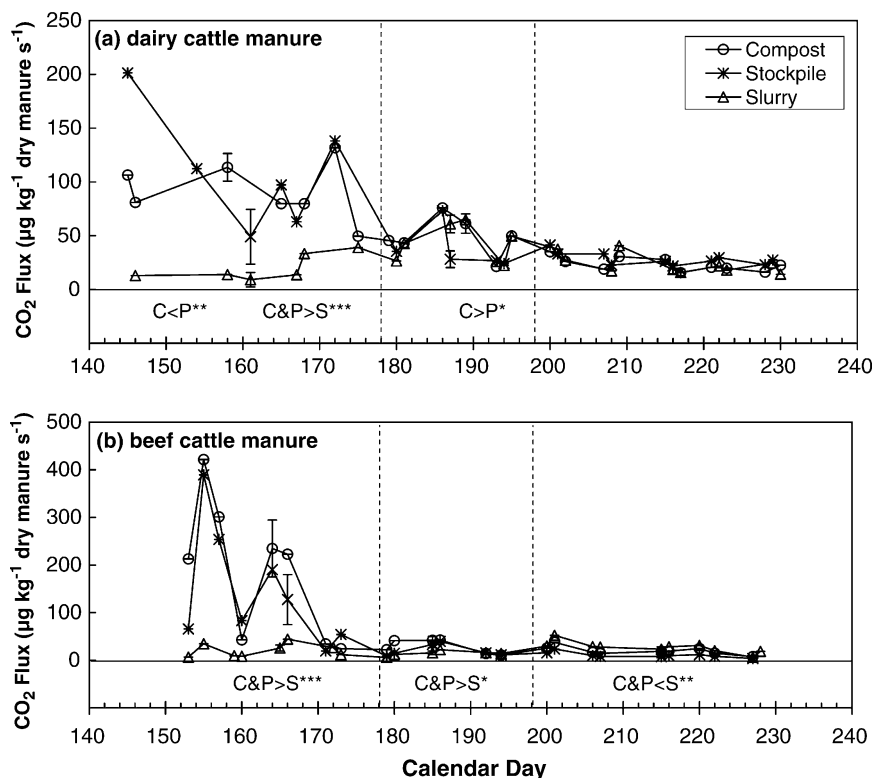 250
(a) dairy cattle manure
Compost
Stockpile
Slurry
200
150
100
50
0
CO2 Flux (µg kg-1 dry manure s-1)
C<P** C&P>S*** C>P*
140 150 160 170 180 190 200 210 220 230 240
500
(b) beef cattle manure
400
300
200
100
0
CO2 Flux (µg kg-1 dry manure s-1)
C&P>S*** C&P>S* C&P<S**
140 150 160 170 180 190 200 210 220 230 240
Calendar Day